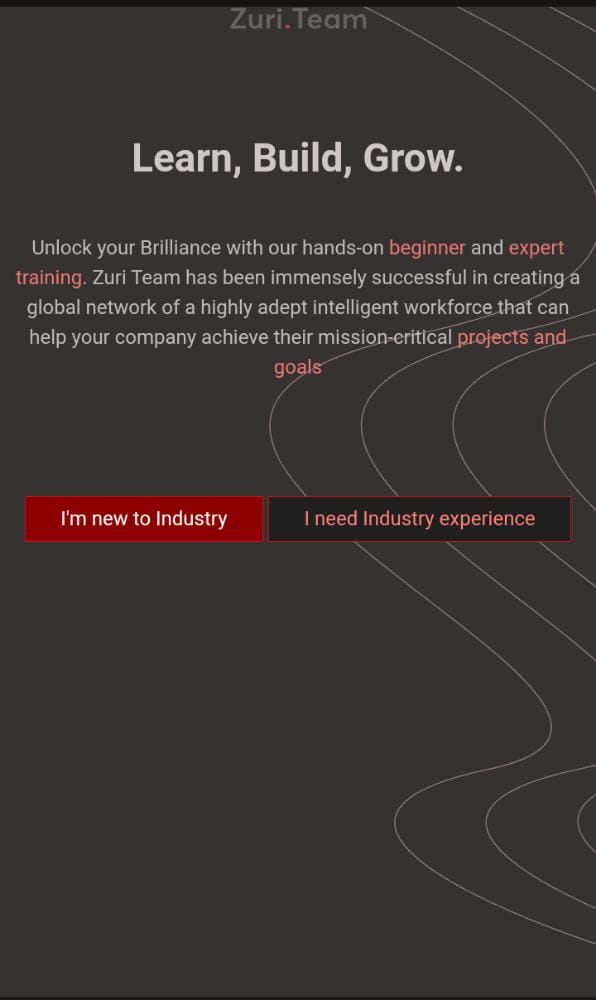 Zuri.Team
Learn, Build, Grow.
Unlock your Brilliance with our hands-on beginner and expert
training. Zuri Team has been immensely successful in creating a
global network of a highly adept intelligent workforce that can
help your company achieve their mission-critical projects and
goals
I'm new to Industry
I need Industry experience